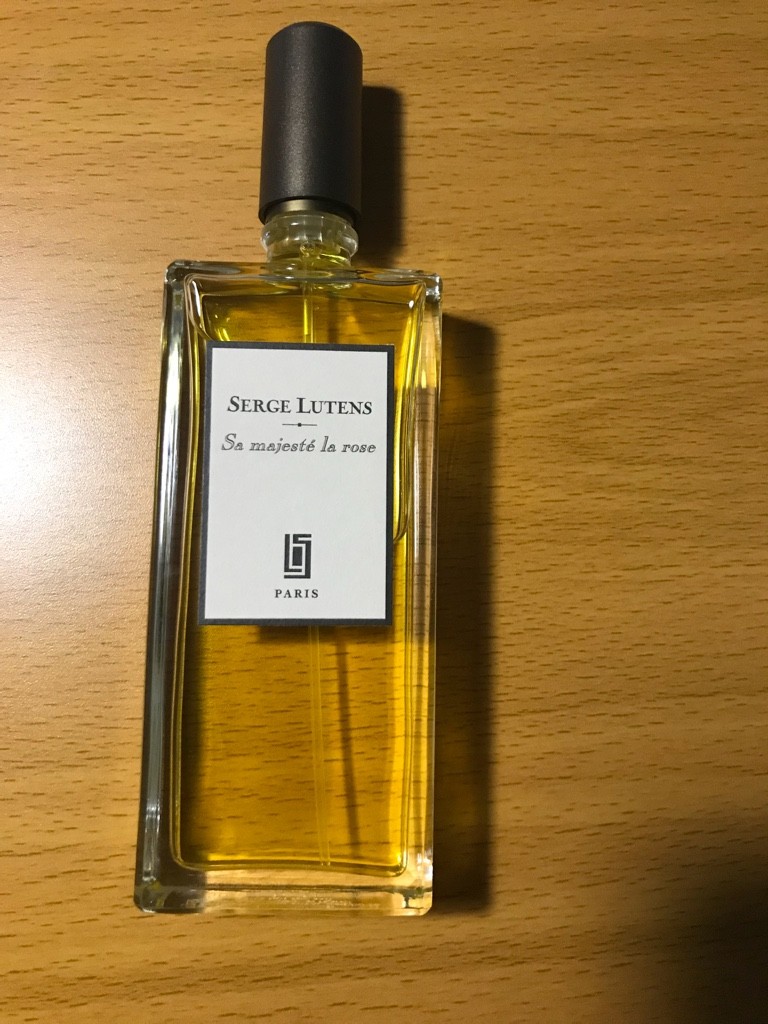 SERGE LUTENS
Sa majesté la rose
PARIS